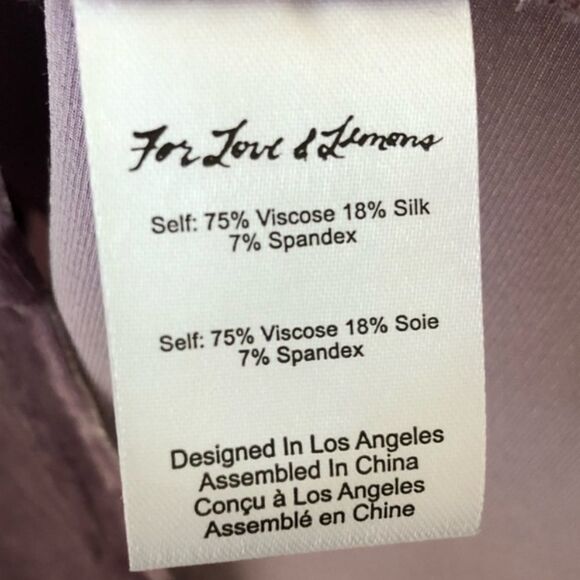 For Love & Lemons
Self: 75% Viscose 18% Silk
7% Spandex
Self: 75% Viscose 18% Soie
7% Spandex
Designed In Los Angeles
Assembled In China
Conçu à Los Angeles
Assemblé en Chine